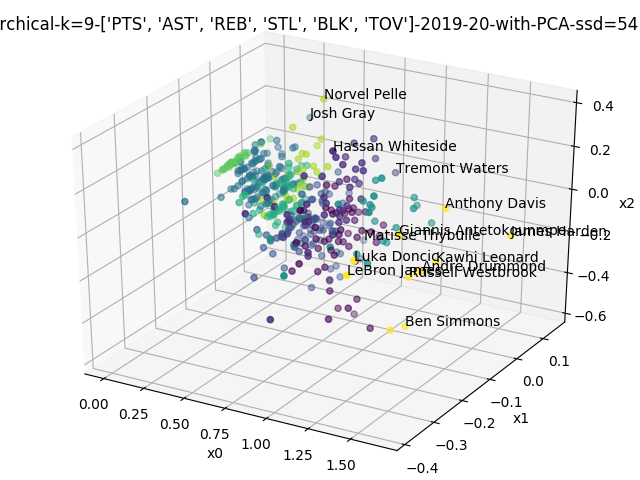 rchical-k=9-['PTS', 'AST', 'REB', 'STL', 'BLK', 'TOV']-2019-20-with-PCA-ssd=54
Norvel Pelle
Josh Gray
Hassan Whiteside
Tremont Waters
Anthony Davis
Giannis Antetokounmpo
James Harden
Matisse Thybulle
Luka Doncic
Kawhi Leonard
LeBron James
Andre Drummond
Russell Westbrook
Ben Simmons
0.4
0.2
0.0
x2
−0.2
−0.4
−0.6
0.1
0.0
−0.1
x1
−0.2
−0.3
−0.4
0.00
0.25
0.50
0.75
x0
1.00
1.25
1.50